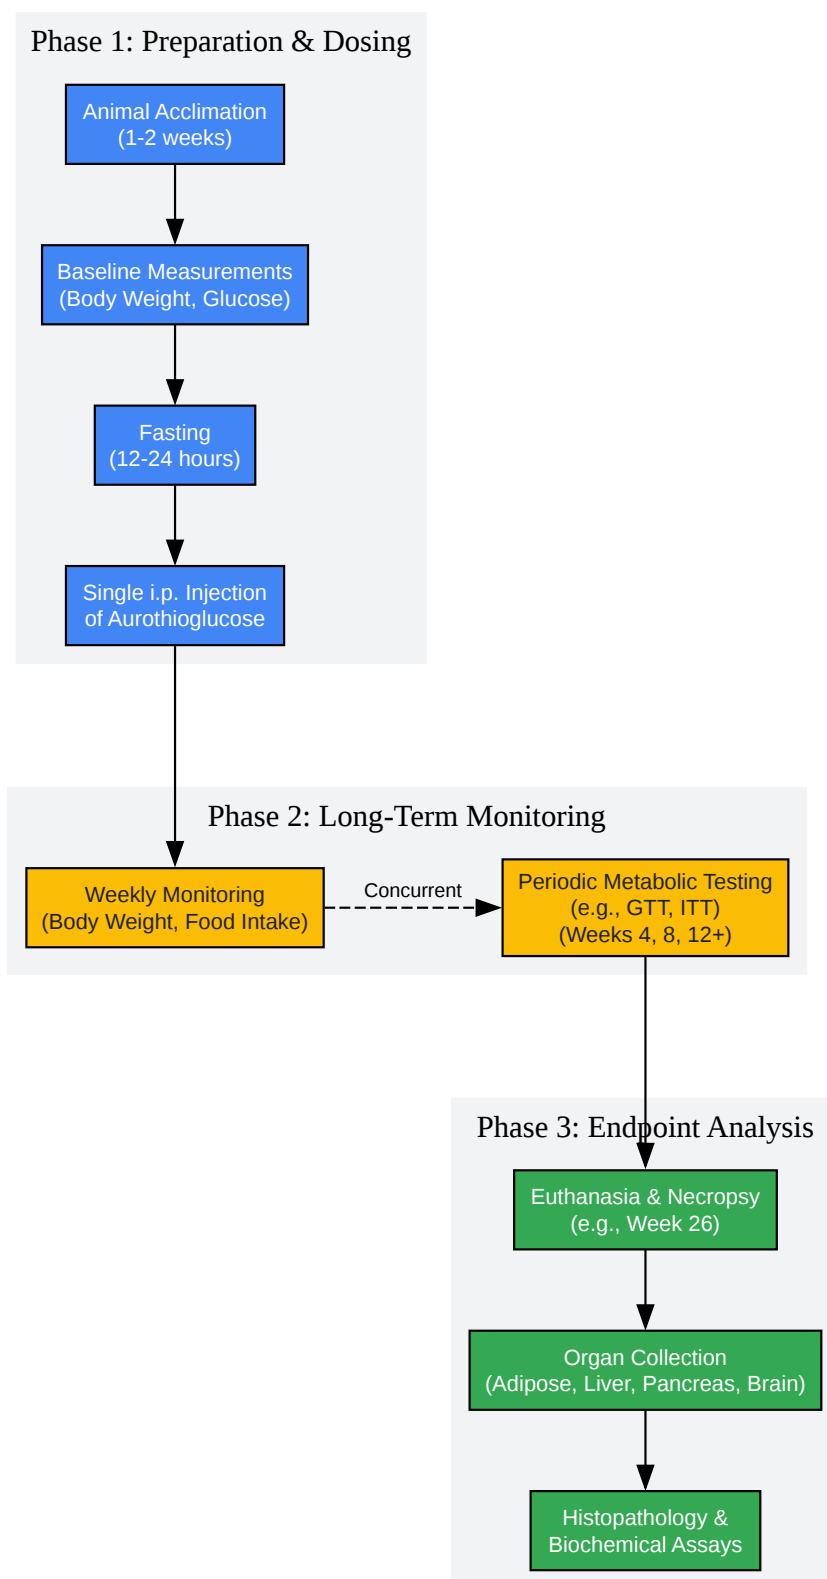 Phase 1: Preparation & Dosing
Animal Acclimation
(1-2 weeks)
Baseline Measurements
(Body Weight, Glucose)
Fasting
(12-24 hours)
Single i.p. Injection
of Aurothioglucose
Phase 2: Long-Term Monitoring
Weekly Monitoring
(Body Weight, Food Intake)
Concurrent
Periodic Metabolic Testing
(e.g., GTT, ITT)
(Weeks 4, 8, 12+)
Phase 3: Endpoint Analysis
Euthanasia & Necropsy
(e.g., Week 26)
Organ Collection
(Adipose, Liver, Pancreas, Brain)
Histopathology &
Biochemical Assays